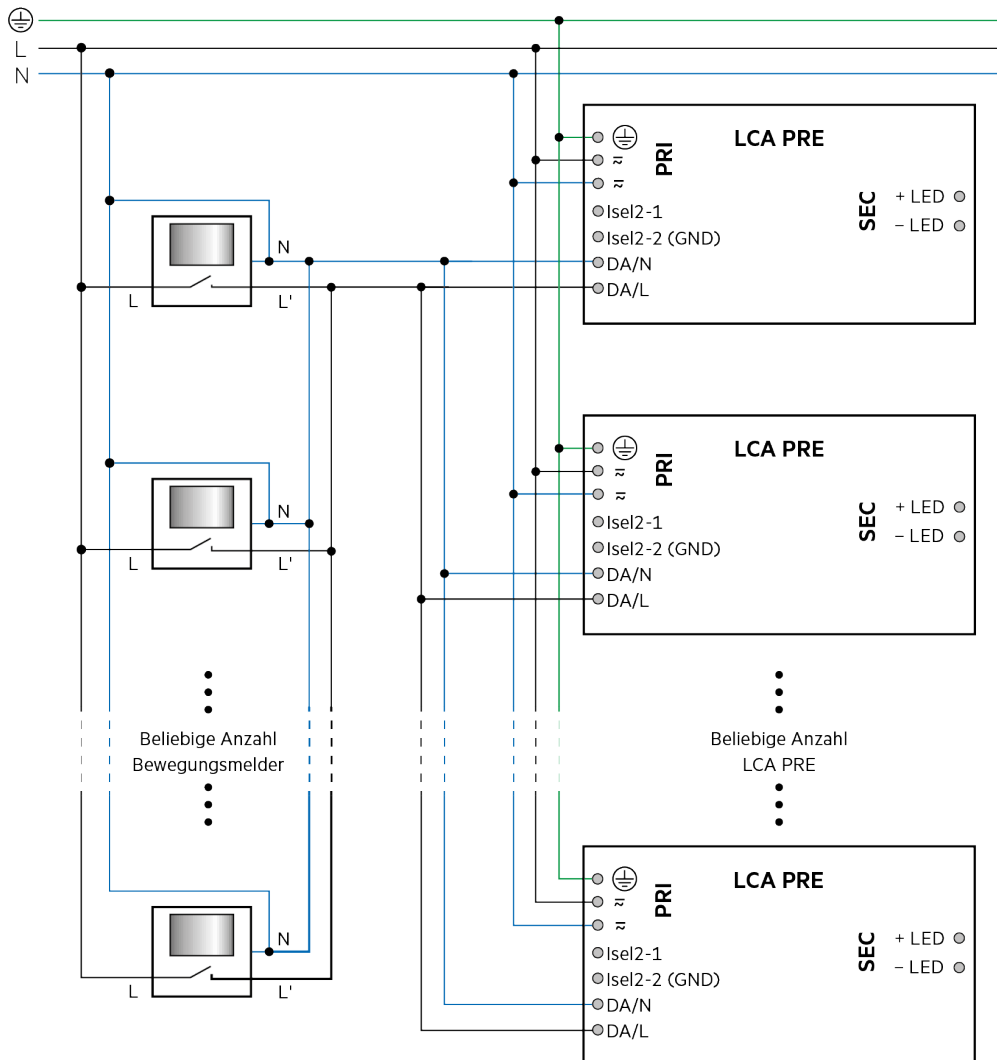 L
N
LCA PRE
PRI
Isel2-1
Isel2-2 (GND)
DA/N
DA/L
SEC
+ LED
– LED
N
L
L'
LCA PRE
PRI
Isel2-1
Isel2-2 (GND)
DA/N
DA/L
SEC
+ LED
– LED
N
L
L'
Beliebige Anzahl
Bewegungsmelder
Beliebige Anzahl
LCA PRE
LCA PRE
PRI
Isel2-1
Isel2-2 (GND)
DA/N
DA/L
SEC
+ LED
– LED
N
L
L'